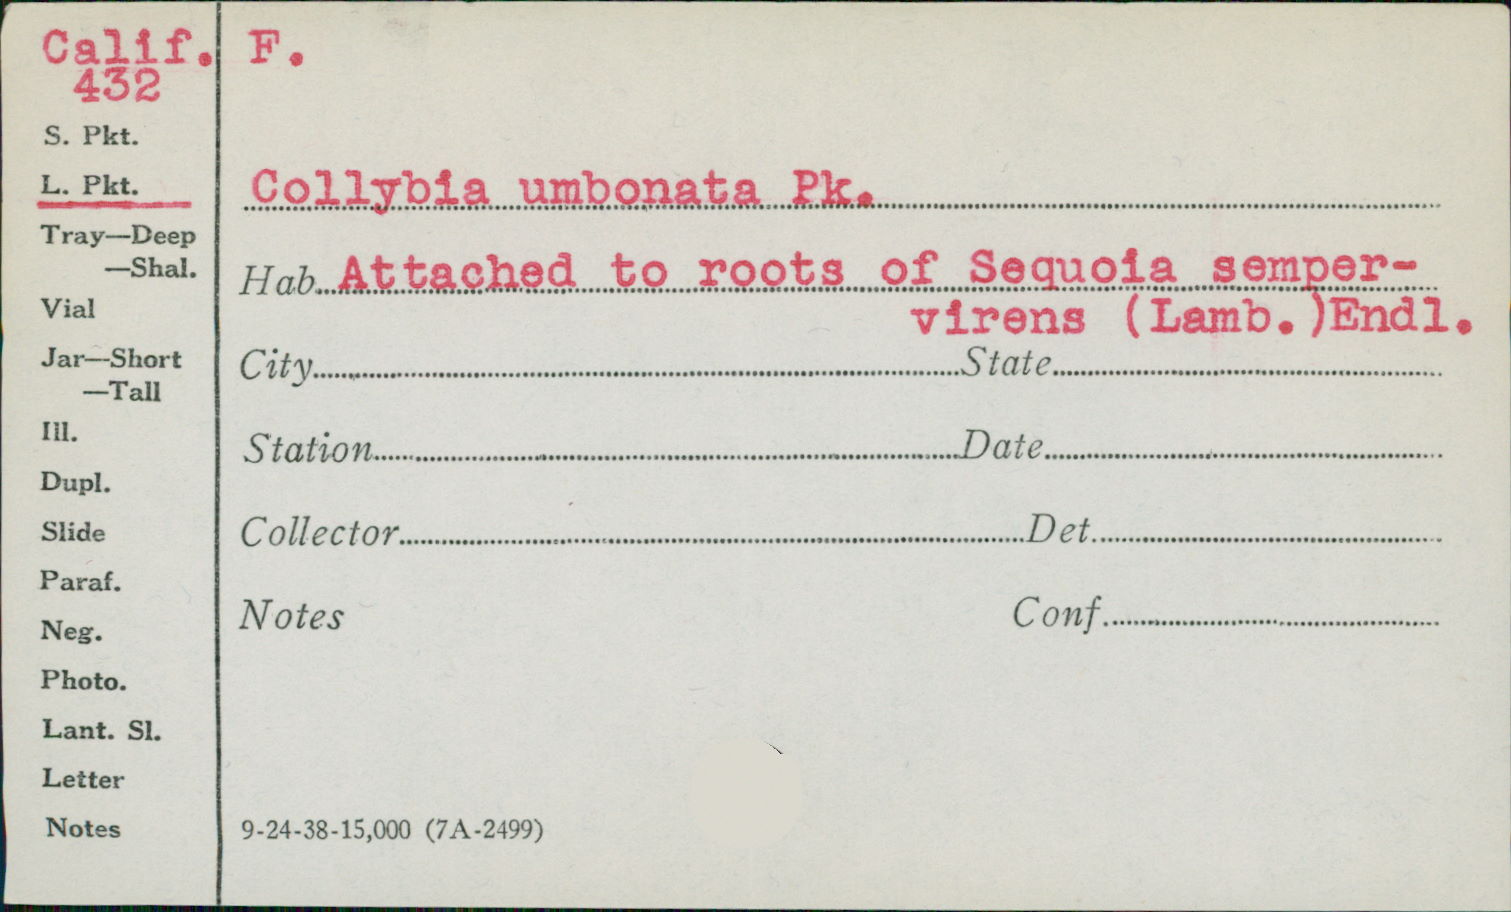 Calif. F.
432
S. Pkt.
L. Pkt.
Collybia umbonata Pk.
Tray—Deep
—Shal.
Hab. Attached to roots of Sequoia semper-
virens (Lamb.)Endl.
Vial
Jar—Short
—Tall
City State
Ill.
Station Date
Dupl.
Slide
Collector Det.
Paraf.
Neg.
Notes Conf.
Photo.
Lant. Sl.
Letter
Notes
9-24-38-15,000 (7A-2499)